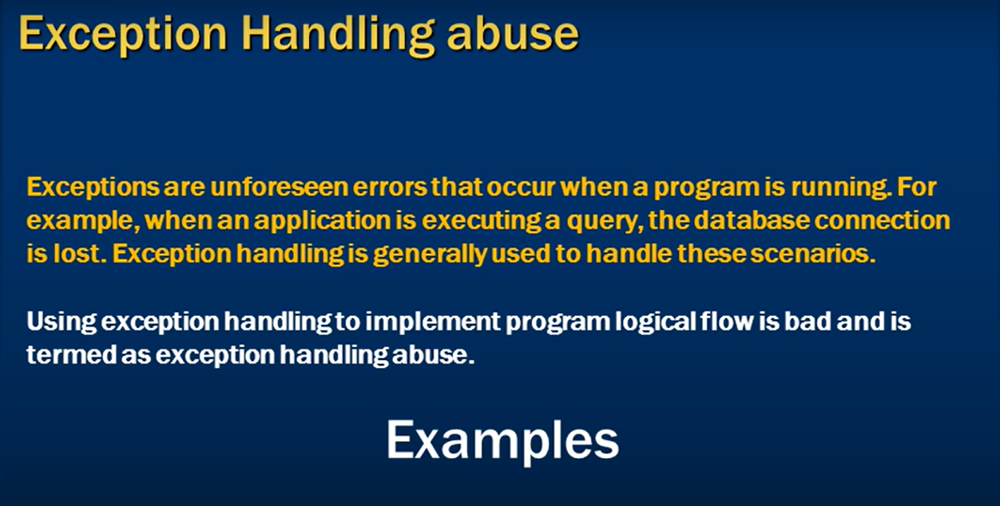 Exception Handling abuse
Exceptions are unforeseen errors that occur when a program is running. For
example, when an application is executing a query, the database connection
is lost. Exception handling is generally used to handle these scenarios.
Using exception handling to implement program logical flow is bad and is
termed as exception handling abuse.
Examples